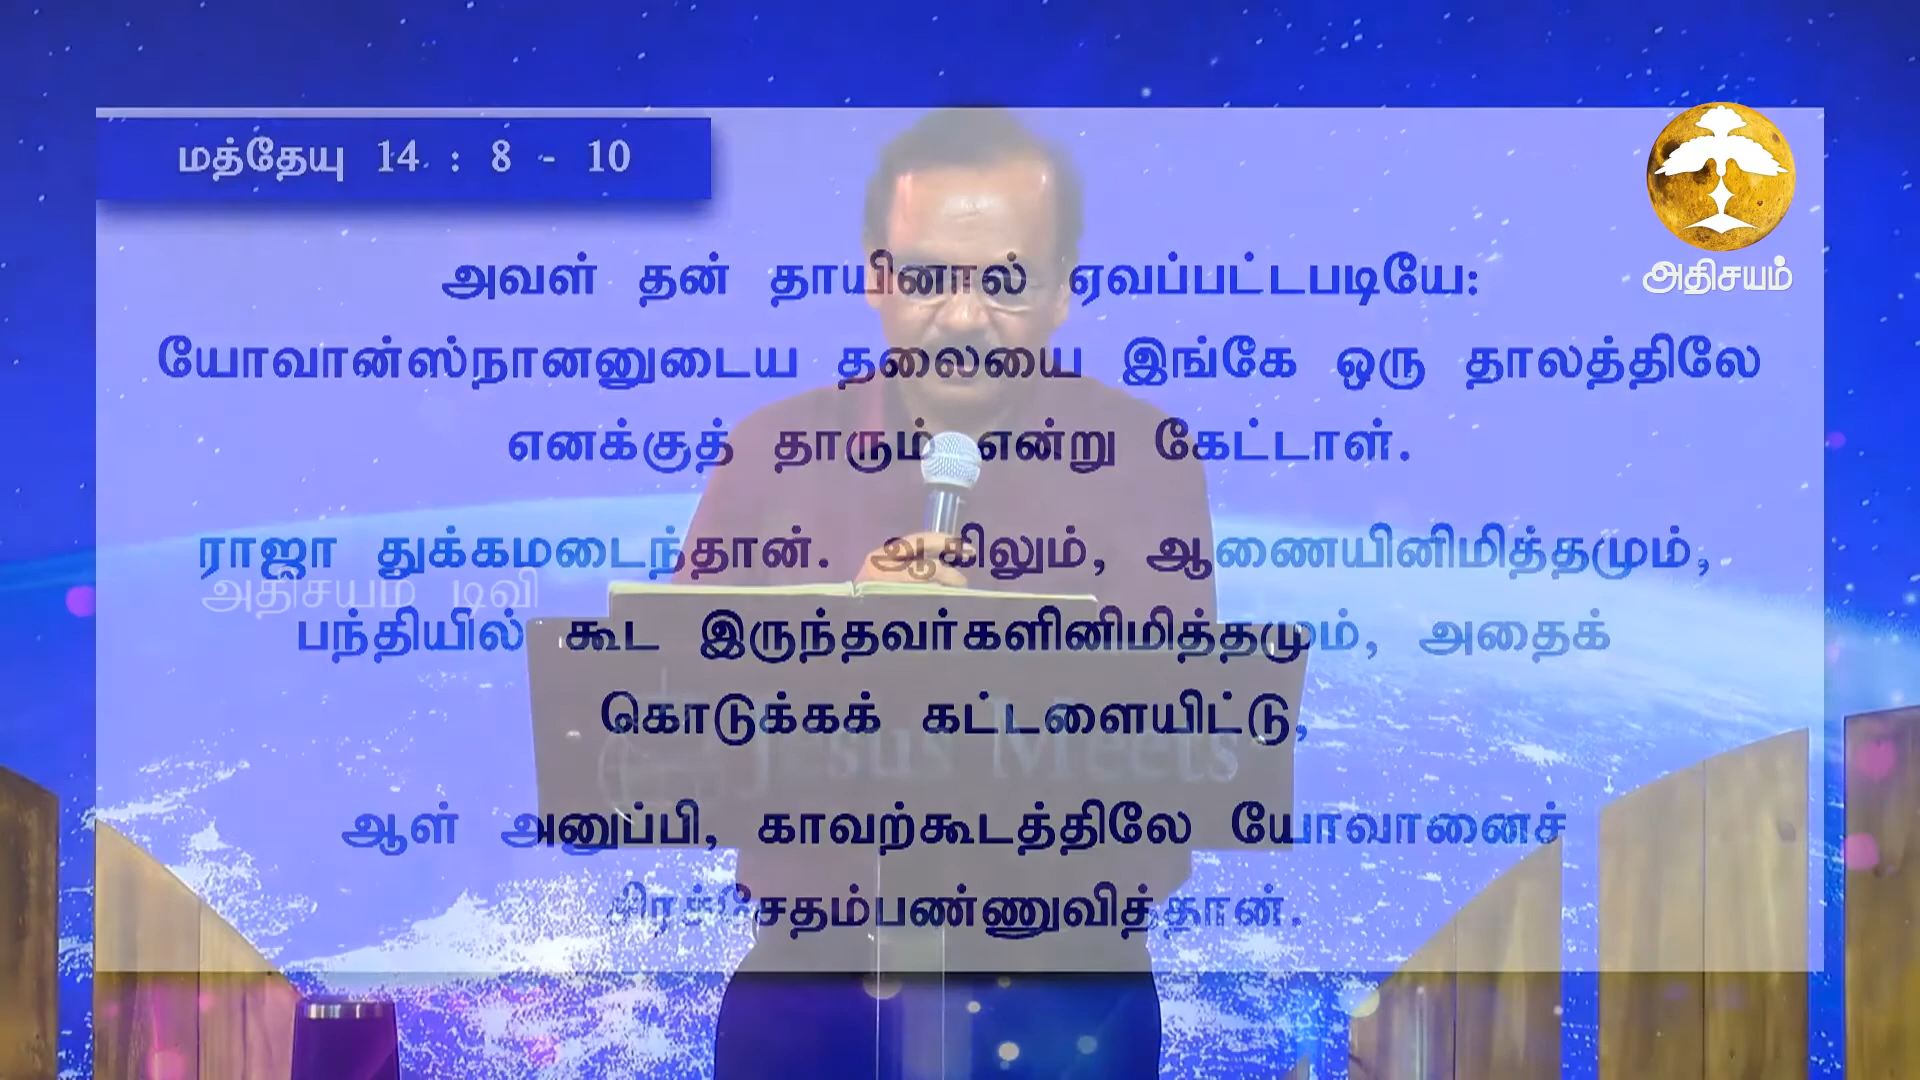 மத்தேயு 14 : 8 - 10
அதிசயம்
அவள் தன் தாயினால் ஏவப்பட்டபடியே:
யோவான்ஸ்நானனுடைய தலையை இங்கே ஒரு தாலத்திலே
எனக்குத் தாரும் என்று கேட்டாள்.
ராஜா துக்கமடைந்தான். ஆகிலும், ஆணையினிமித்தமும்,
அதிசயம் டிவி
பந்தியில் கூட இருந்தவர்களினிமித்தமும், அதைக்
கொடுக்கக் கட்டளையிட்டு,
Jesus Meets
ஆள் அனுப்பி, காவற்கூடத்திலே யோவானைச்
சிரச்சேதம்பண்ணுவித்தான்.